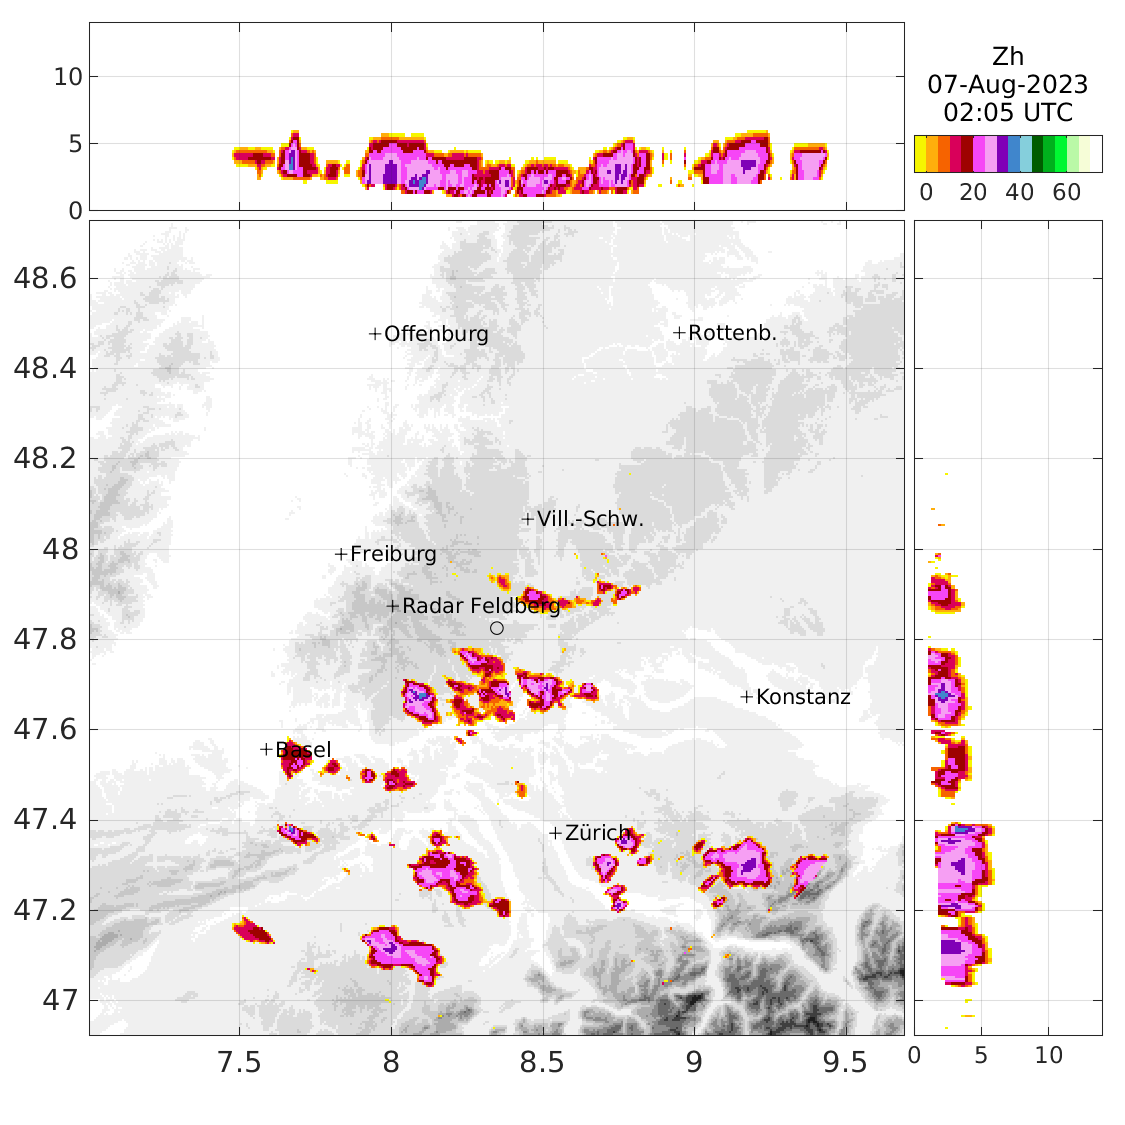 10
5
0
Zh
07-Aug-2023
02:05 UTC
0 20 40 60
48.6
48.4
48.2
48
47.8
47.6
47.4
47.2
47
+Offenburg
+Rottenb.
+Vill.-Schw.
+Freiburg
+Radar Feldberg
+Konstanz
+Basel
+Zürich
7.5 8 8.5 9 9.5
0 5 10